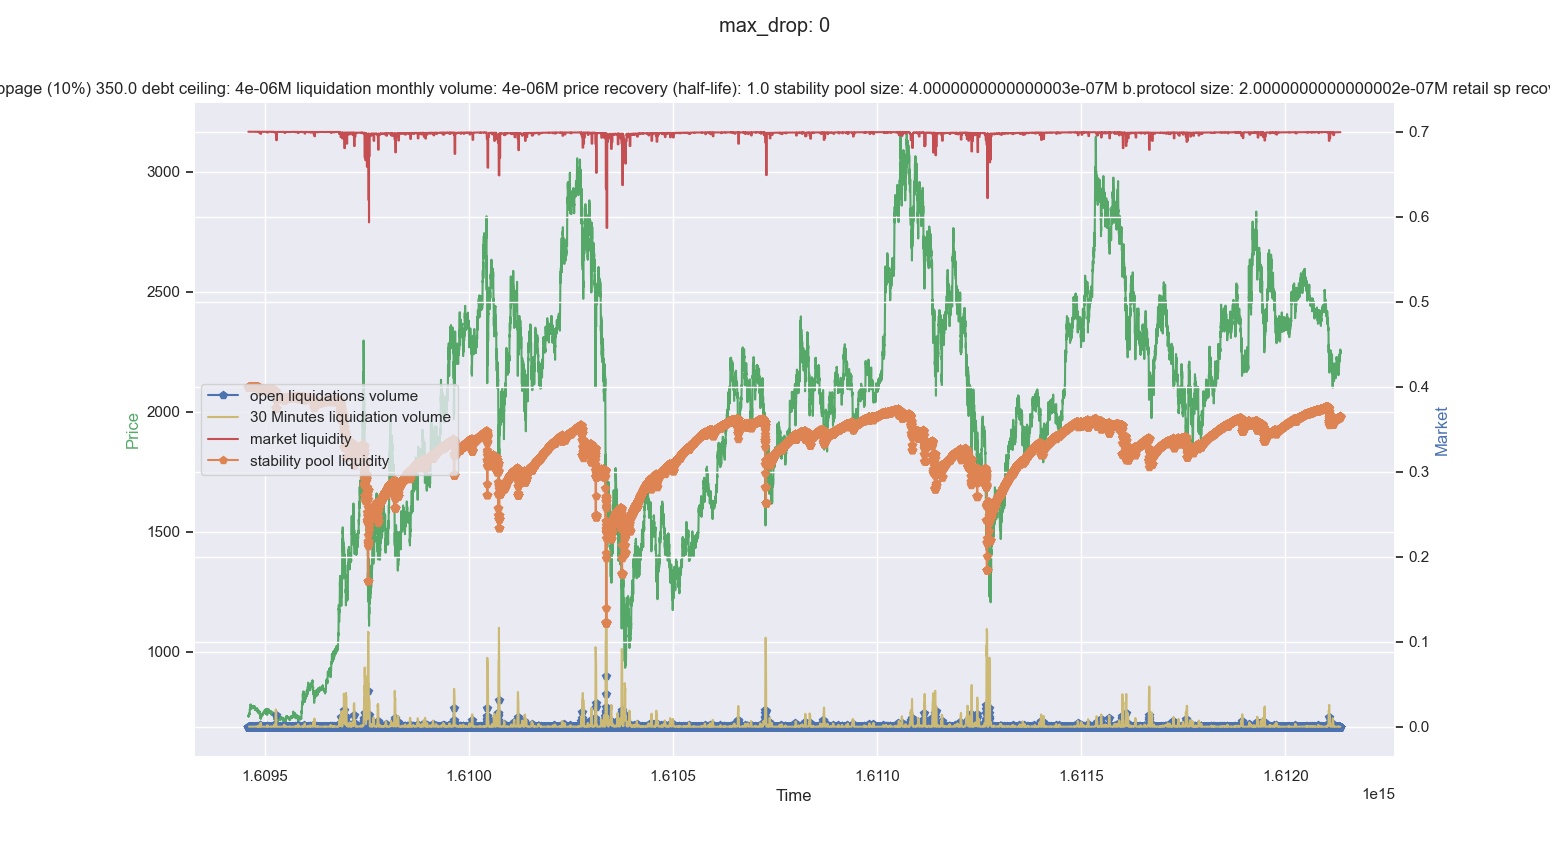 max_drop: 0
(10%) 350.0 debt ceiling: 4e-06M liquidation monthly volume: 4e-06M price recovery (half-life): 1.0 stability pool size: 4.0000000000000003e-07M b.protocol size: 2.0000000000000002e-07M retail sp
3000
2500
2000
1500
1000
Price
0.7
0.6
0.5
0.4
0.3
0.2
0.1
0.0
Market
open liquidations volume
30 Minutes liquidation volume
market liquidity
stability pool liquidity
1.6095
1.6100
1.6105
1.6110
1.6115
1.6120
Time
1e15